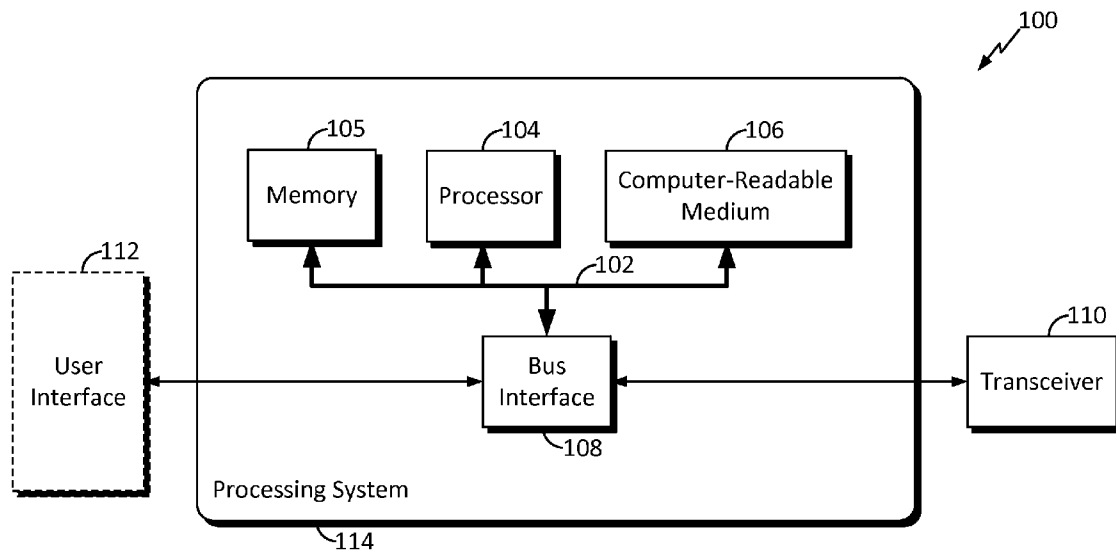 100
105
104
106
Memory
Processor
Computer-Readable
Medium
102
112
110
User
Interface
Bus
Interface
Transceiver
108
Processing System
114